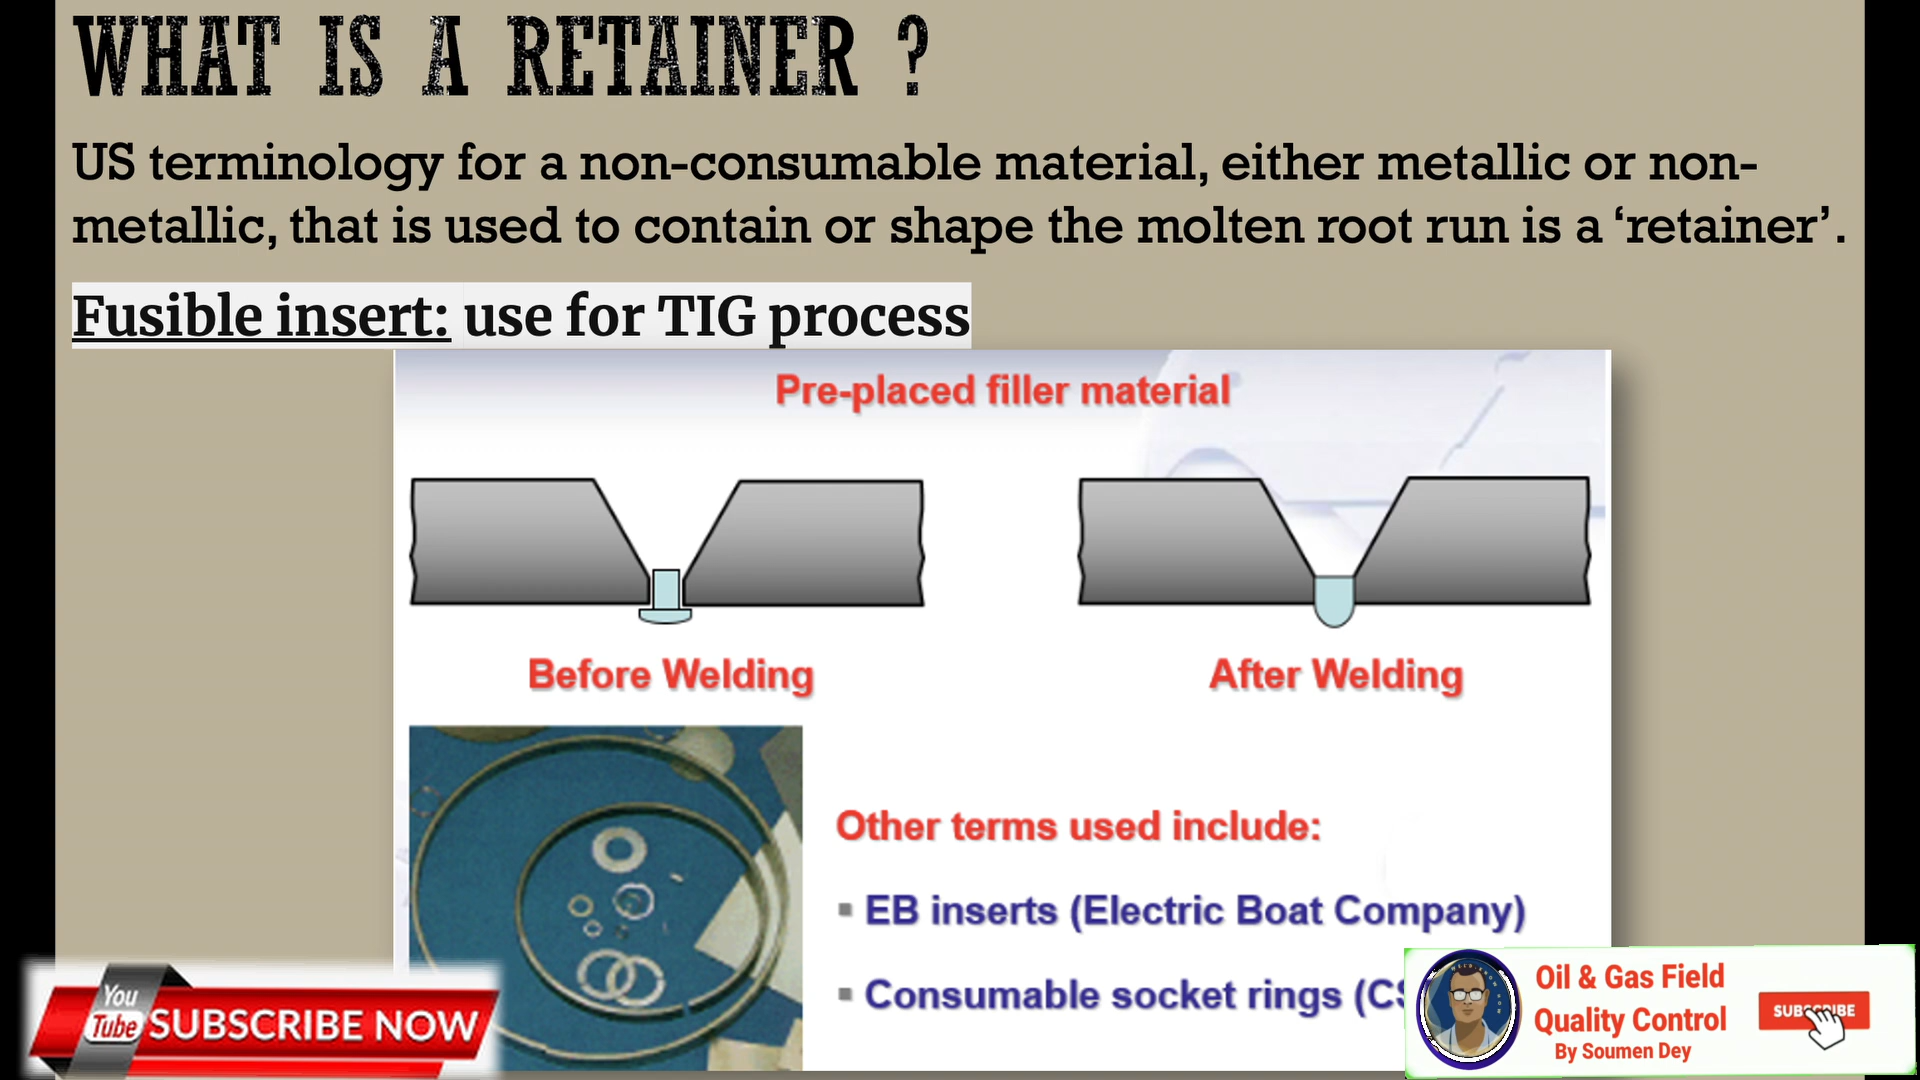 WHAT IS A RETAINER ?
US terminology for a non-consumable material, either metallic or non-
metallic, that is used to contain or shape the molten root run is a ‘retainer’.
Fusible insert: use for TIG process
Pre-placed filler material
Before Welding
After Welding
Other terms used include:
EB inserts (Electric Boat Company)
Consumable socket rings (CS
You
Tube
SUBSCRIBE NOW
Oil & Gas Field
Quality Control
By Soumen Dey
SUBSCRIBE